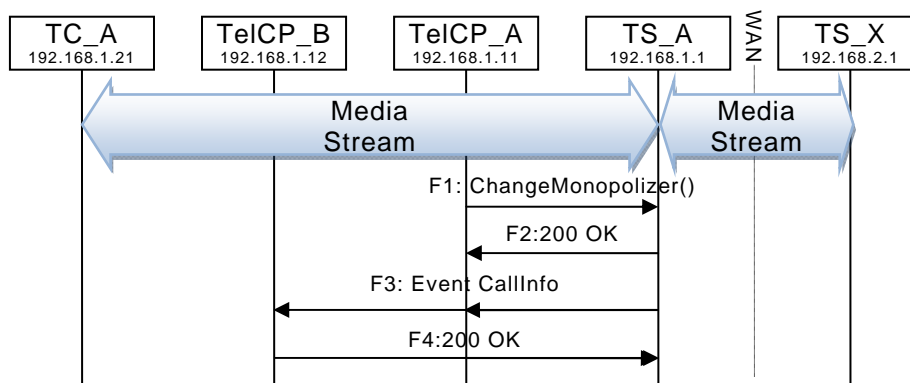 TC_A
192.168.1.21
TelCP_B
192.168.1.12
TelCP_A
192.168.1.11
TS_A
192.168.1.1
WAN
TS_X
192.168.2.1
Media
Stream
Media
Stream
F1: ChangeMonopolizer()
F2:200 OK
F3: Event CallInfo
F4:200 OK